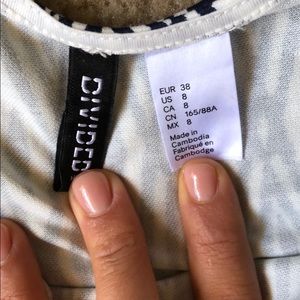 DIVIDED
EUR 38
US 8
CA 8
CN 165/88A
MX 8
Made in
Cambodia
Fabriqué en
Cambodge